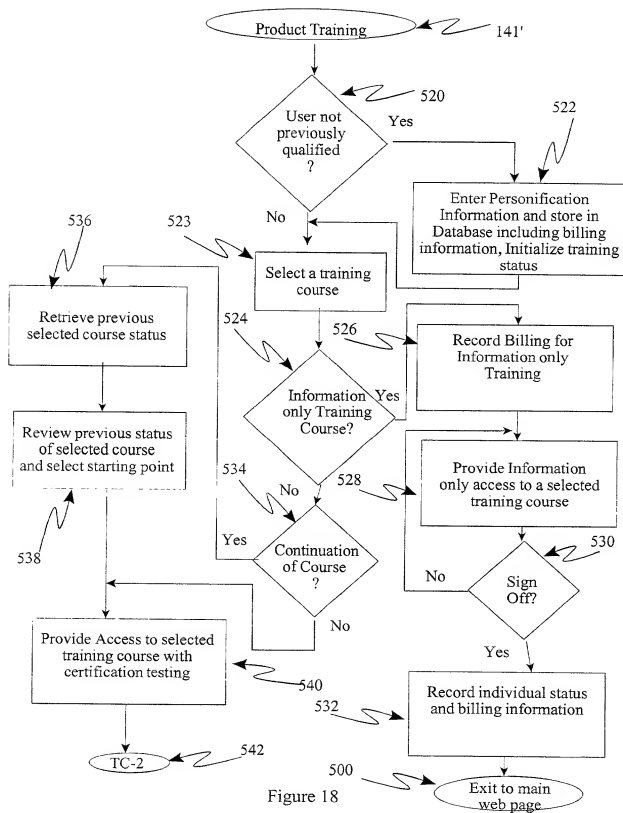 Product Training
141'
520
User not
previously
qualified
?
Yes
522
Enter Personification
Information and store in
Database including billing
information, Initialize training
status
No
523
Select a training
course
536
Retrieve previous
selected course status
524
Information
only Training
Course?
Yes
526
Record Billing for
Information only
Training
Review previous status
of selected course
and select starting point
538
534
No
528
Provide Information
only access to a selected
training course
Yes
Continuation
of Course
?
No
530
Sign
Off?
No
Yes
Provide Access to selected
training course with
certification testing
540
532
Record individual status
and billing information
TC-2
542
500
Exit to main
web page
Figure 18